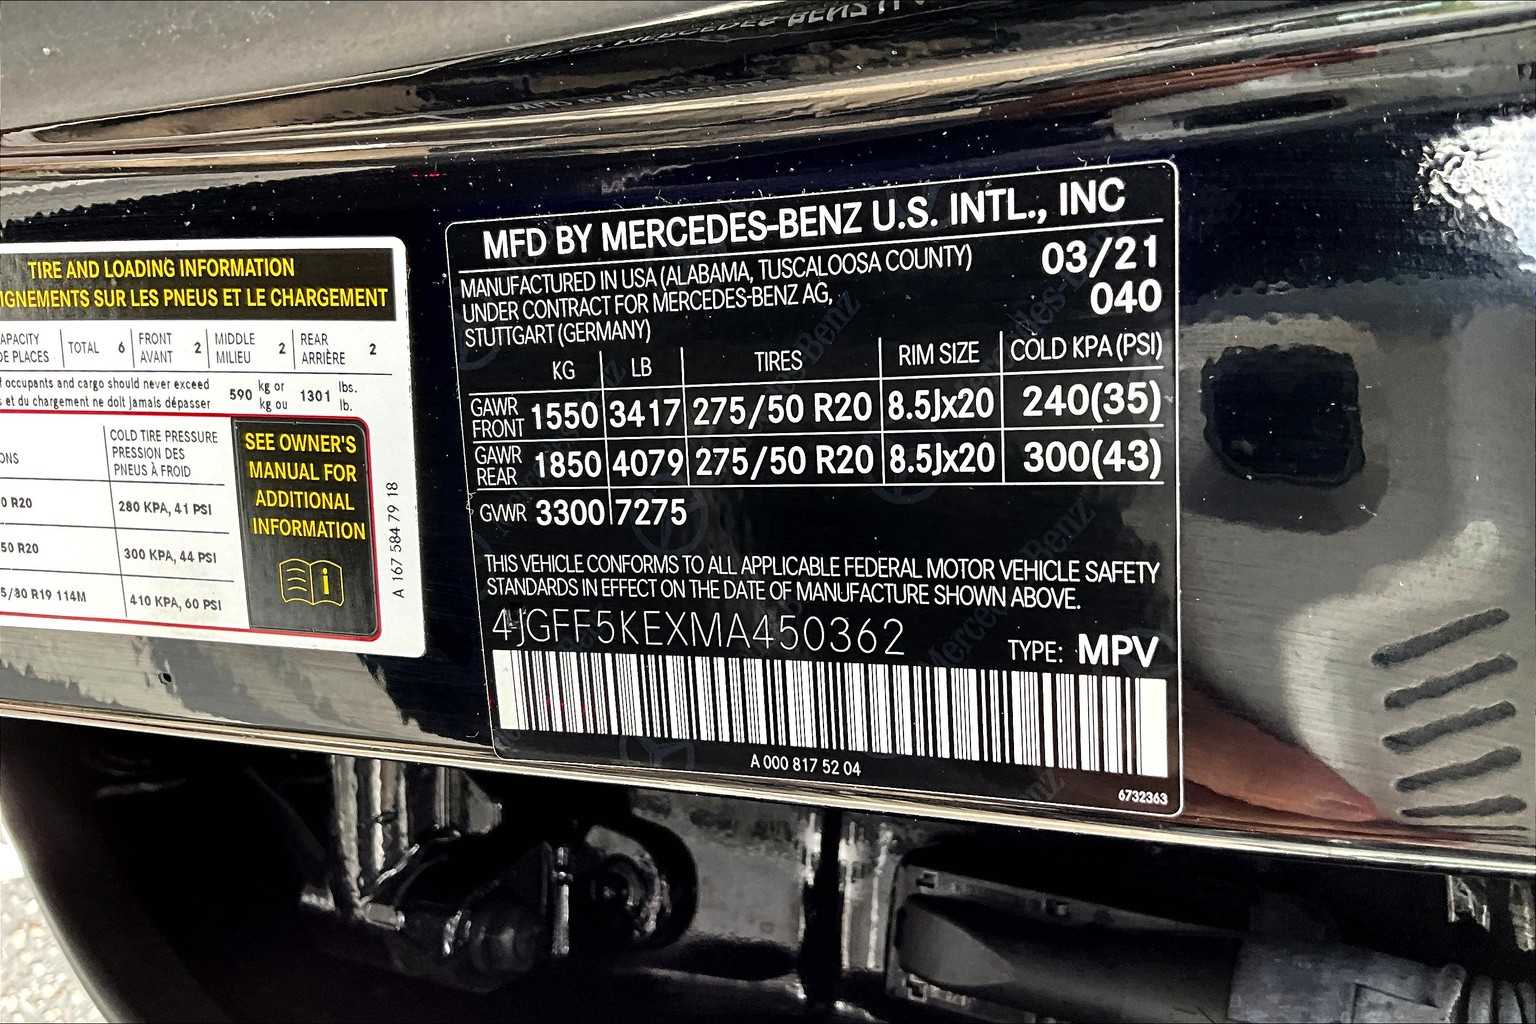 TIRE AND LOADING INFORMATION
IGNEMENTS SUR LES PNEUS ET LE CHARGEMENT
APACITY
DE PLACES
TOTAL 6
FRONT
AVANT 2
MIDDLE
MILIEU 2
REAR
ARRIÈRE 2
f occupants and cargo should never exceed
s et du chargement ne doit jamais dépasser
590 kg or
kg ou
1301 lbs.
lb.
ONS
COLD TIRE PRESSURE
PRESSION DES
PNEUS À FROID
0 R20 280 KPA, 41 PSI
50 R20 300 KPA, 44 PSI
5/80 R19 114M 410 KPA, 60 PSI
SEE OWNER'S
MANUAL FOR
ADDITIONAL
INFORMATION
A 167 584 79 18
MFD BY MERCEDES-BENZ U.S. INTL., INC
MANUFACTURED IN USA (ALABAMA, TUSCALOOSA COUNTY)
UNDER CONTRACT FOR MERCEDES-BENZ AG,
STUTTGART (GERMANY)
03/21
040
KG LB TIRES RIM SIZE COLD KPA (PSI)
GAWR
FRONT 1550 3417 275/50 R20 8.5Jx20 240(35)
GAWR
REAR 1850 4079 275/50 R20 8.5Jx20 300(43)
GVWR 3300 7275
THIS VEHICLE CONFORMS TO ALL APPLICABLE FEDERAL MOTOR VEHICLE SAFETY
STANDARDS IN EFFECT ON THE DATE OF MANUFACTURE SHOWN ABOVE.
4JGFF5KEXMA450362
TYPE: MPV
A 000 817 52 04
6732363